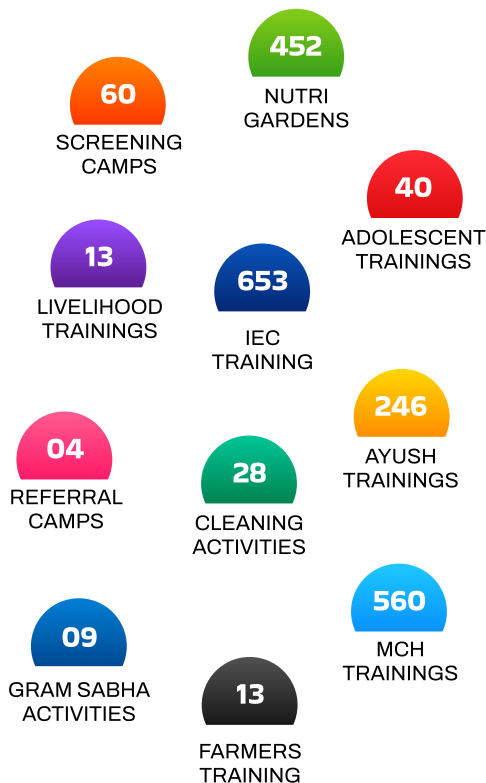 452
NUTRI
GARDENS
60
SCREENING
CAMPS
40
ADOLESCENT
TRAININGS
13
LIVELIHOOD
TRAININGS
653
IEC
TRAINING
246
AYUSH
TRAININGS
04
REFERRAL
CAMPS
28
CLEANING
ACTIVITIES
560
MCH
TRAININGS
09
GRAM SABHA
ACTIVITIES
13
FARMERS
TRAINING